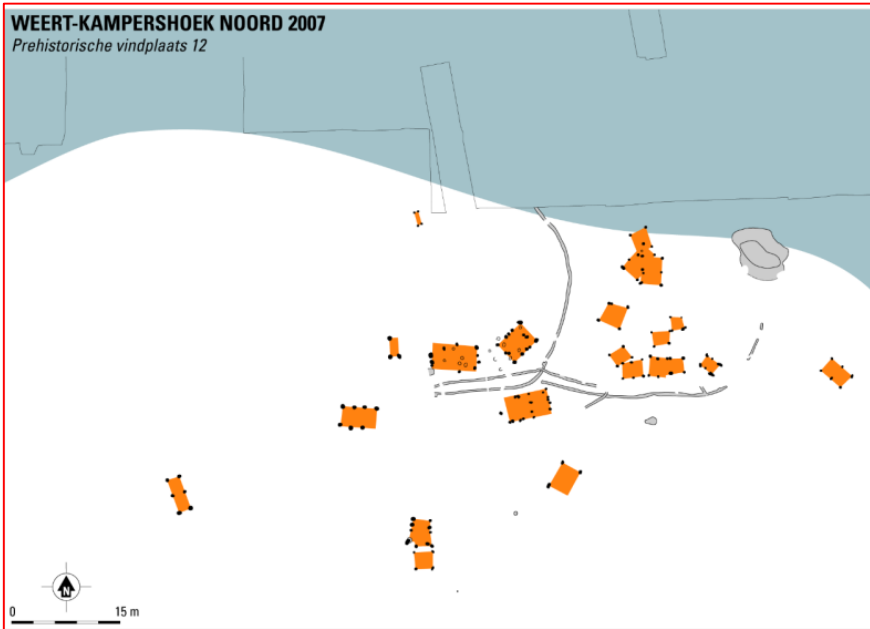 WEERT-KAMPERSHOEK NOORD 2007
Prehistorische vindplaats 12
N
0 15 m